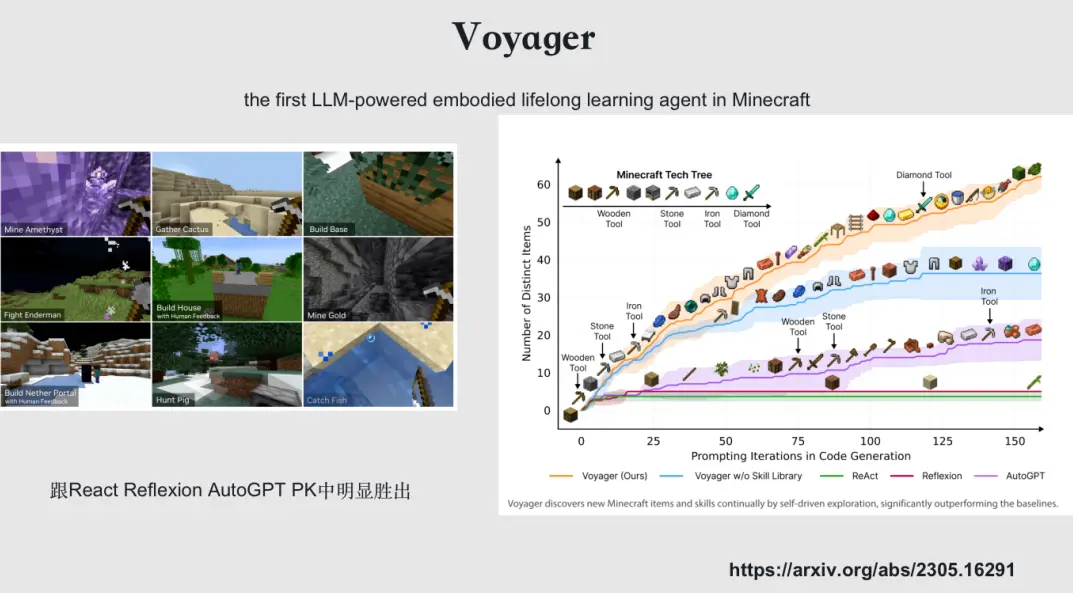 Voyager
the first LLM-powered embodied lifelong learning agent in Minecraft
Mine Amethyst
Gather Cactus
Build Base
Fight Enderman
Build House
with Human Feedback
Mine Gold
Build Nether Portal
with Human Feedback
Hunt Pig
Catch Fish
跟React Reflexion AutoGPT PK中明显胜出
Minecraft Tech Tree
Wooden
Tool
Stone
Tool
Iron
Tool
Diamond
Tool
Diamond Tool
Iron
Tool
Stone
Tool
Wooden
Tool
Wooden
Tool
Stone
Tool
Iron
Tool
Number of Distinct Items
60
50
40
30
20
10
0
0 25 50 75 100 125 150
Prompting Iterations in Code Generation
Voyager (Ours) Voyager w/o Skill Library ReAct Reflexion AutoGPT
Voyager discovers new Minecraft items and skills continually by self-driven exploration, significantly outperforming the baselines.
https://arxiv.org/abs/2305.16291